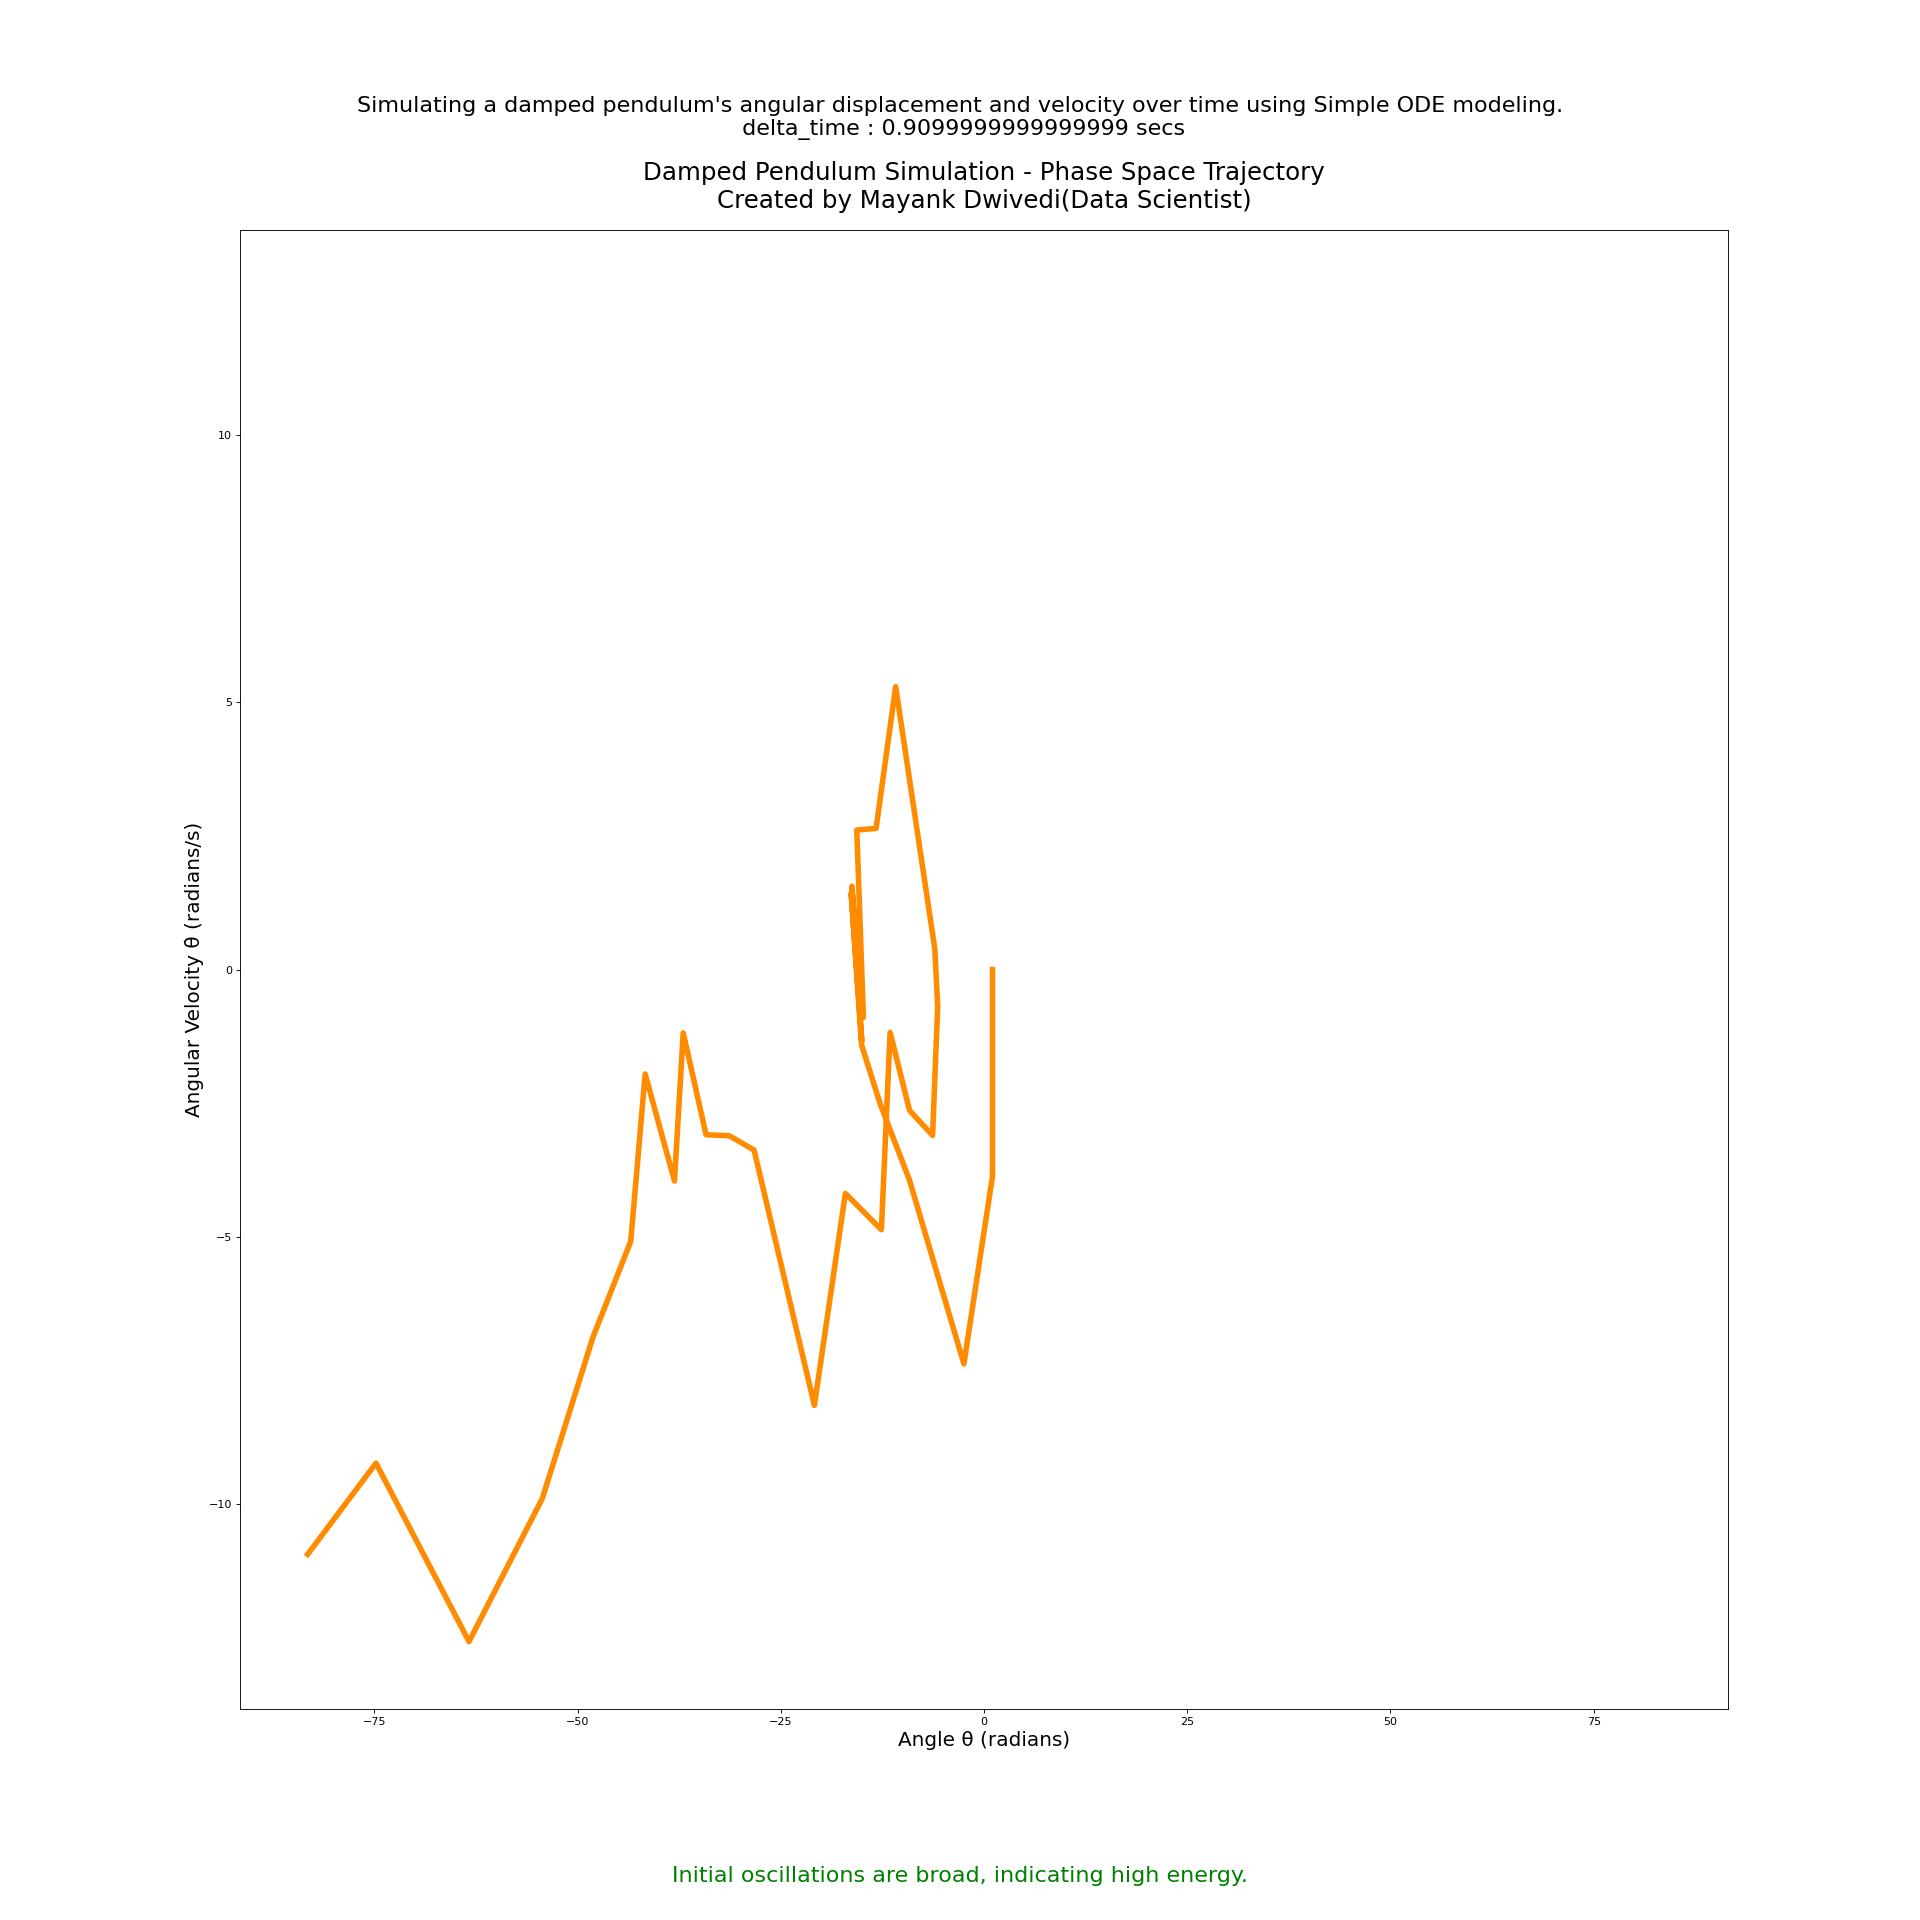 Simulating a damped pendulum's angular displacement and velocity over time using Simple ODE modeling.
delta_time : 0.9099999999999999 secs
Damped Pendulum Simulation - Phase Space Trajectory
Created by Mayank Dwivedi(Data Scientist)
Angular Velocity θ (radians/s)
10
5
0
−5
−10
−75
−50
−25
0
25
50
75
Angle θ (radians)
Initial oscillations are broad, indicating high energy.